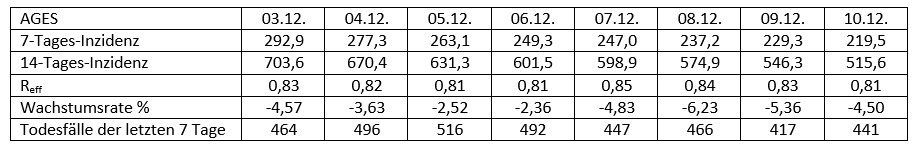 AGES 03.12. 04.12. 05.12. 06.12. 07.12. 08.12. 09.12. 10.12.
7-Tages-Inzidenz 292,9 277,3 263,1 249,3 247,0 237,2 229,3 219,5
14-Tages-Inzidenz 703,6 670,4 631,3 601,5 598,9 574,9 546,3 515,6
Reff 0,83 0,82 0,81 0,81 0,85 0,84 0,83 0,81
Wachstumsrate % -4,57 -3,63 -2,52 -2,36 -4,83 -6,23 -5,36 -4,50
Todesfälle der letzten 7 Tage 464 496 516 492 447 466 417 441